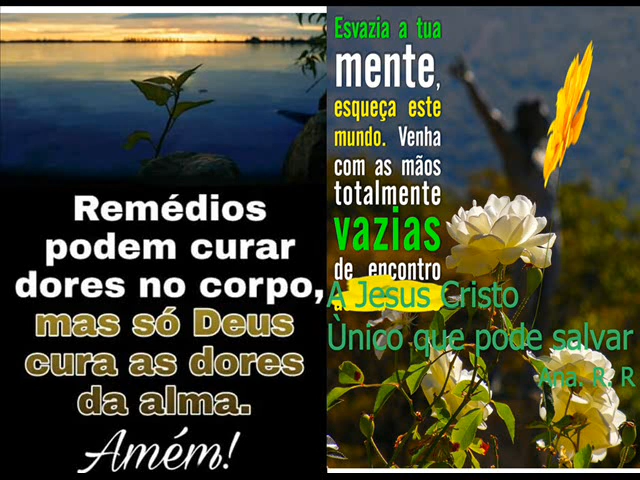 Remédios
podem curar
dores no corpo,
mas só Deus
cura as dores
da alma.
Amém!
Esvazia a tua
mente,
esqueça este
mundo. Venha
com as mãos
totalmente
vazias
de encontro
A Jesus Cristo
Ùnico que pode salvar
Ana. R. R